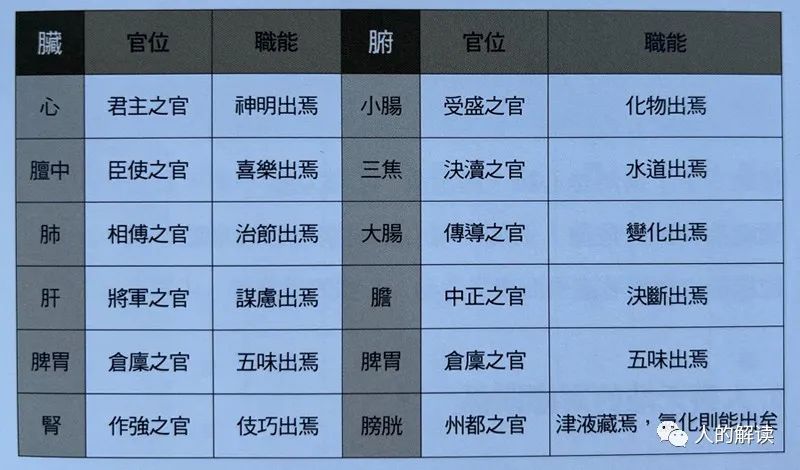 臟 官位 職能 腑 官位 職能
心 君主之官 神明出焉 小腸 受盛之官 化物出焉
膻中 臣使之官 喜樂出焉 三焦 決瀆之官 水道出焉
肺 相傅之官 治節出焉 大腸 傳導之官 變化出焉
肝 將軍之官 謀慮出焉 膽 中正之官 決斷出焉
脾胃 倉廩之官 五味出焉 脾胃 倉廩之官 五味出焉
腎 作強之官 伎巧出焉 膀胱 州都之官 津液藏焉，氣化則能出矣
人的解读